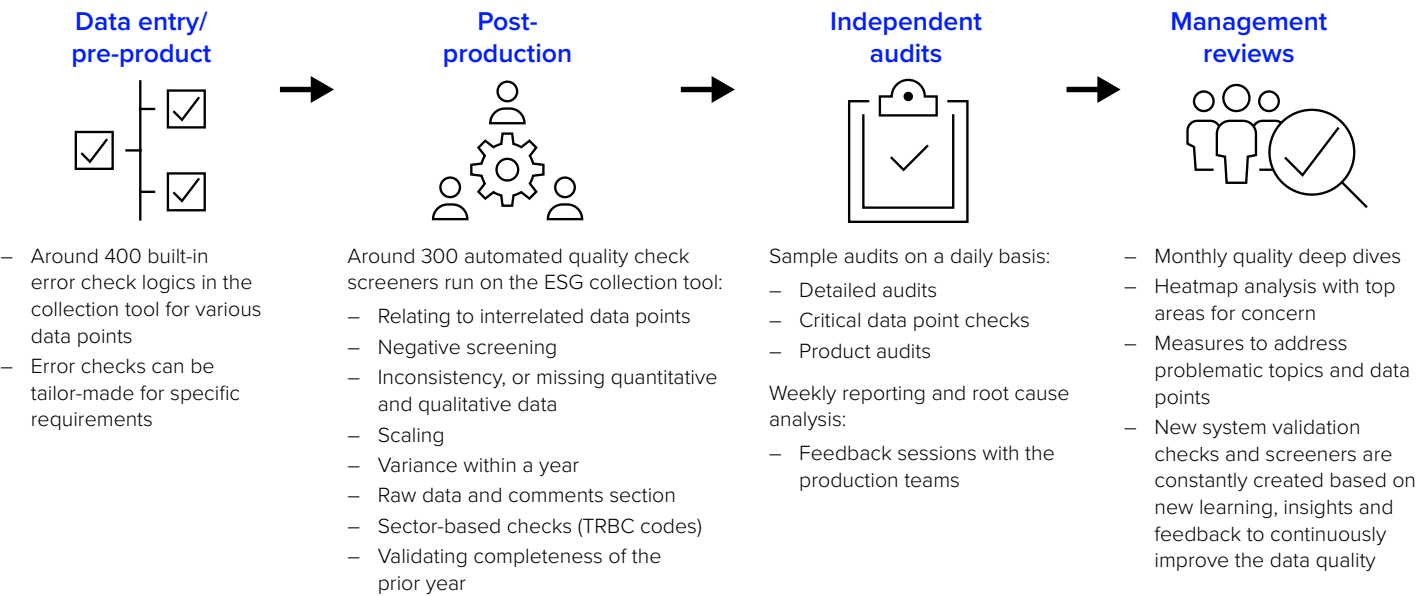 Data entry/
pre-product
– Around 400 built-in
error check logics in the
collection tool for various
data points
– Error checks can be
tailor-made for specific
requirements
Post-
production
Around 300 automated quality check
screeners run on the ESG collection tool:
– Relating to interrelated data points
– Negative screening
– Inconsistency, or missing quantitative
and qualitative data
– Scaling
– Variance within a year
– Raw data and comments section
– Sector-based checks (TRBC codes)
– Validating completeness of the
prior year
Independent
audits
Sample audits on a daily basis:
– Detailed audits
– Critical data point checks
– Product audits
Weekly reporting and root cause
analysis:
– Feedback sessions with the
production teams
Management
reviews
– Monthly quality deep dives
– Heatmap analysis with top
areas for concern
– Measures to address
problematic topics and data
points
– New system validation
checks and screeners are
constantly created based on
new learning, insights and
feedback to continuously
improve the data quality